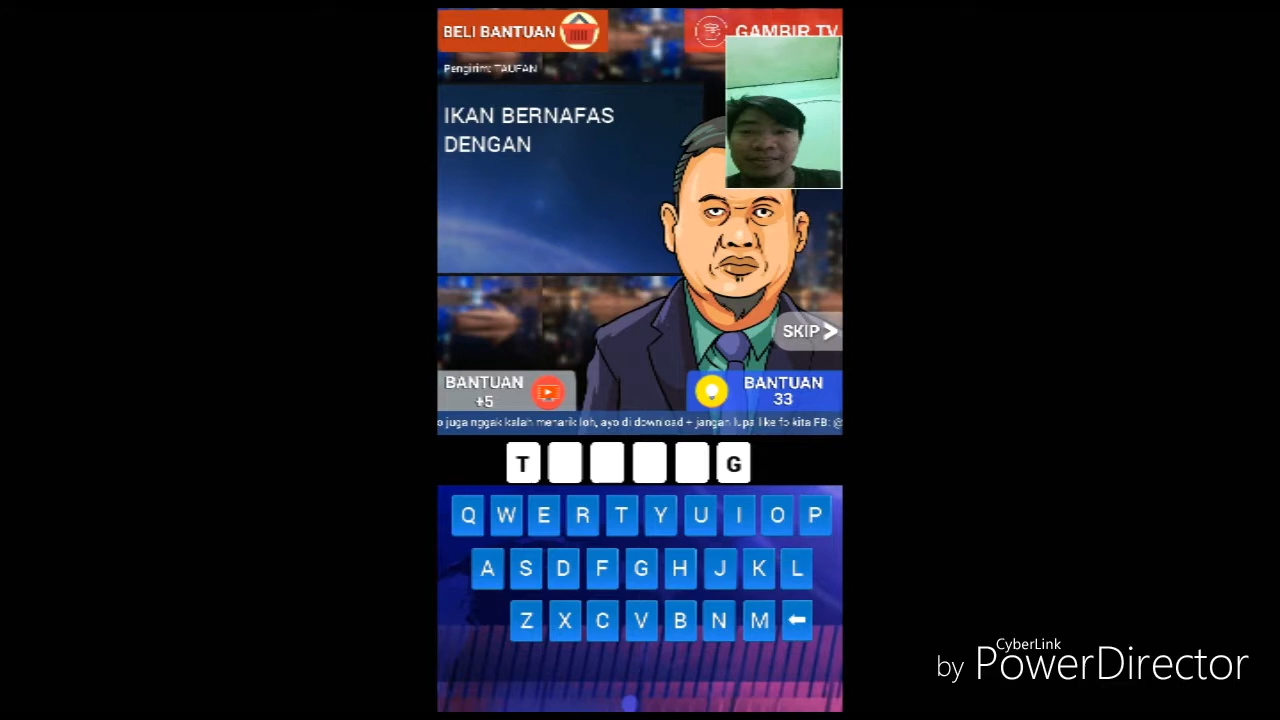 BELI BANTUAN
GAMBIR TV
Pengirim: TAUFAN
IKAN BERNAFAS
DENGAN
SKIP
BANTUAN
+5
BANTUAN
33
o juga nggak kalah menarik loh, ayo di download + jangan lupa like fp kita FB: @
T G
Q W E R T Y U I O P
A S D F G H J K L
Z X C V B N M
CyberLink
by PowerDirector